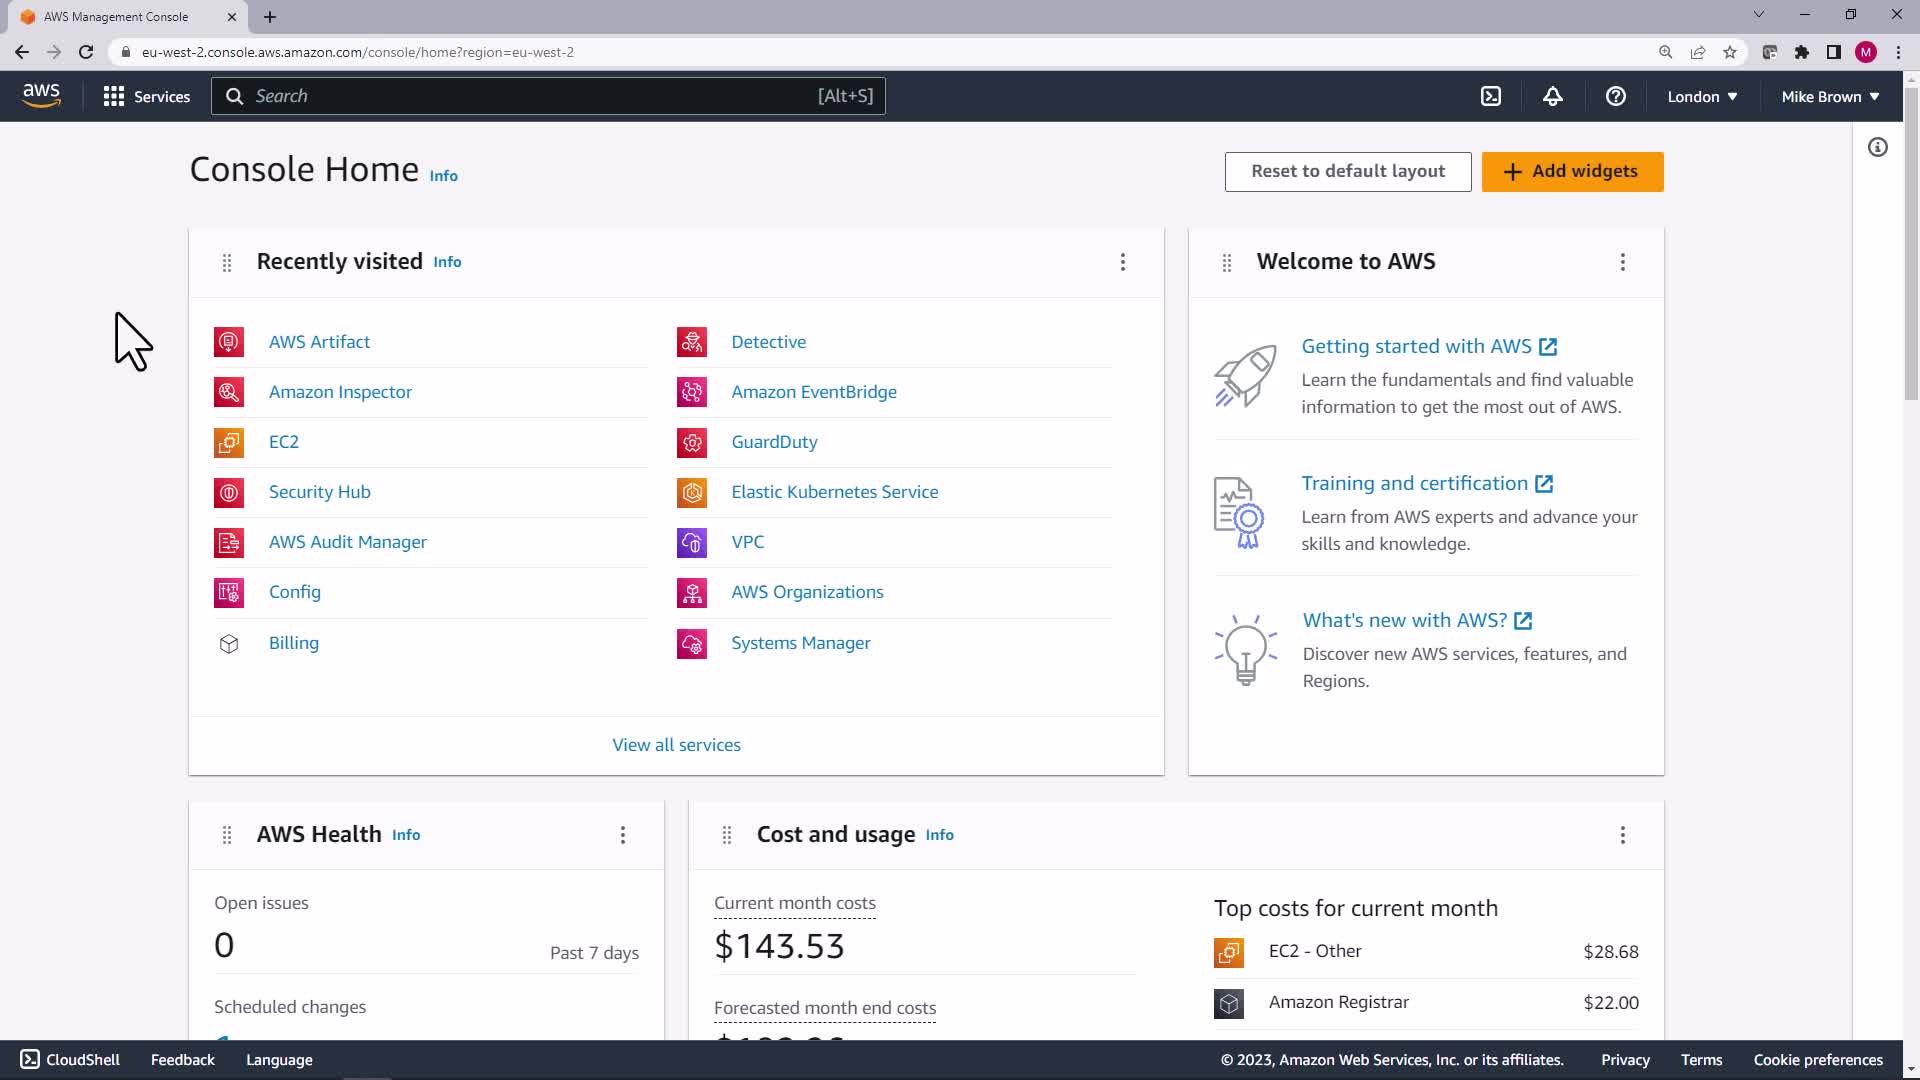 AWS Management Console
eu-west-2.console.aws.amazon.com/console/home?region=eu-west-2
M
aws
Services
Search
[Alt+S]
London
Mike Brown
Console Home Info
Reset to default layout
Add widgets
Recently visited Info
AWS Artifact
Amazon Inspector
EC2
Security Hub
AWS Audit Manager
Config
Billing
Detective
Amazon EventBridge
GuardDuty
Elastic Kubernetes Service
VPC
AWS Organizations
Systems Manager
View all services
Welcome to AWS
Getting started with AWS
Learn the fundamentals and find valuable
information to get the most out of AWS.
Training and certification
Learn from AWS experts and advance your
skills and knowledge.
What's new with AWS?
Discover new AWS services, features, and
Regions.
AWS Health Info
Open issues
0
Past 7 days
Scheduled changes
Cost and usage Info
Current month costs
$143.53
Forecasted month end costs
Top costs for current month
EC2 - Other $28.68
Amazon Registrar $22.00
CloudShell
Feedback
Language
© 2023, Amazon Web Services, Inc. or its affiliates.
Privacy
Terms
Cookie preferences